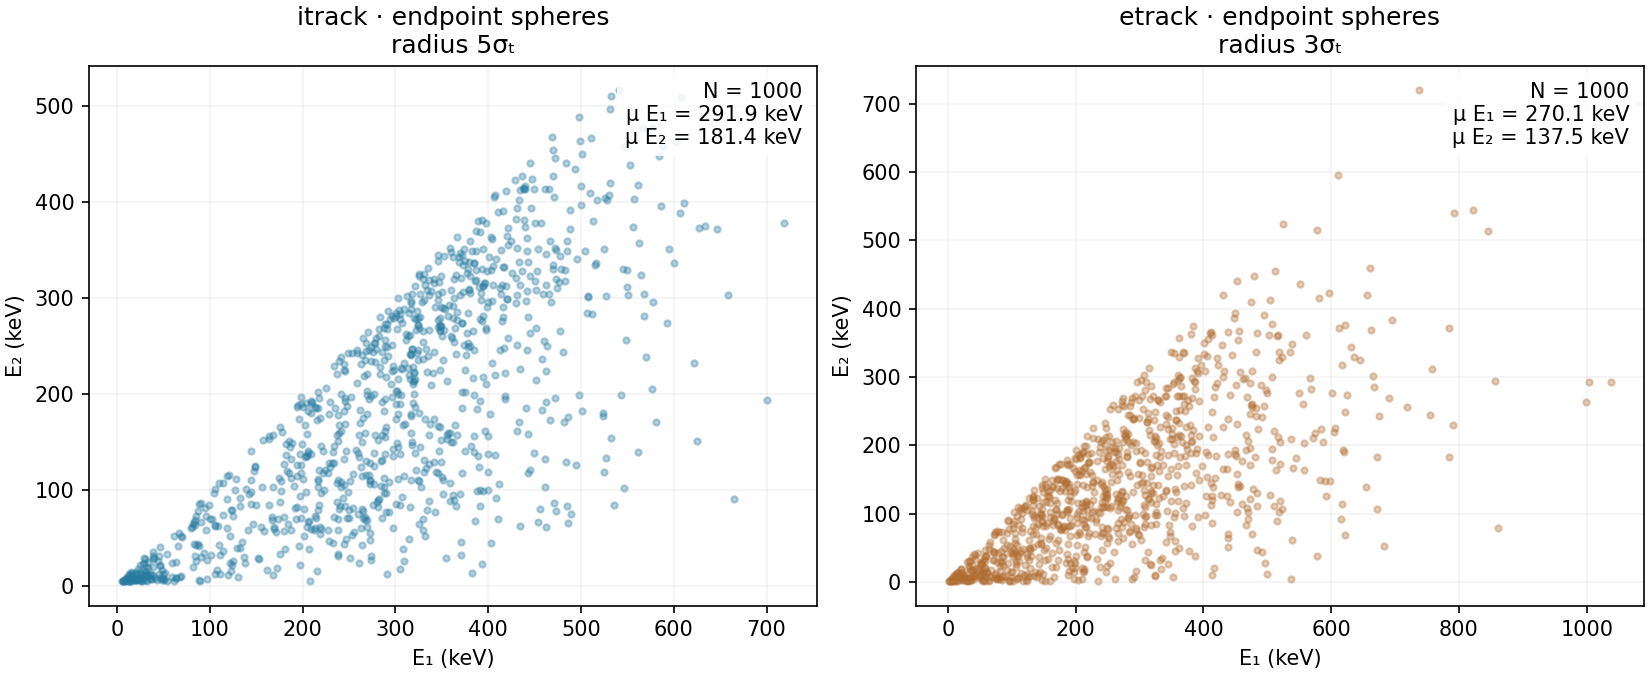 itrack · endpoint spheres
radius 5σₜ
N = 1000
μ E₁ = 291.9 keV
μ E₂ = 181.4 keV
500
400
300
200
100
0
E₂ (keV)
0 100 200 300 400 500 600 700
E₁ (keV)
etrack · endpoint spheres
radius 3σₜ
N = 1000
μ E₁ = 270.1 keV
μ E₂ = 137.5 keV
700
600
500
400
300
200
100
0
E₂ (keV)
0 200 400 600 800 1000
E₁ (keV)